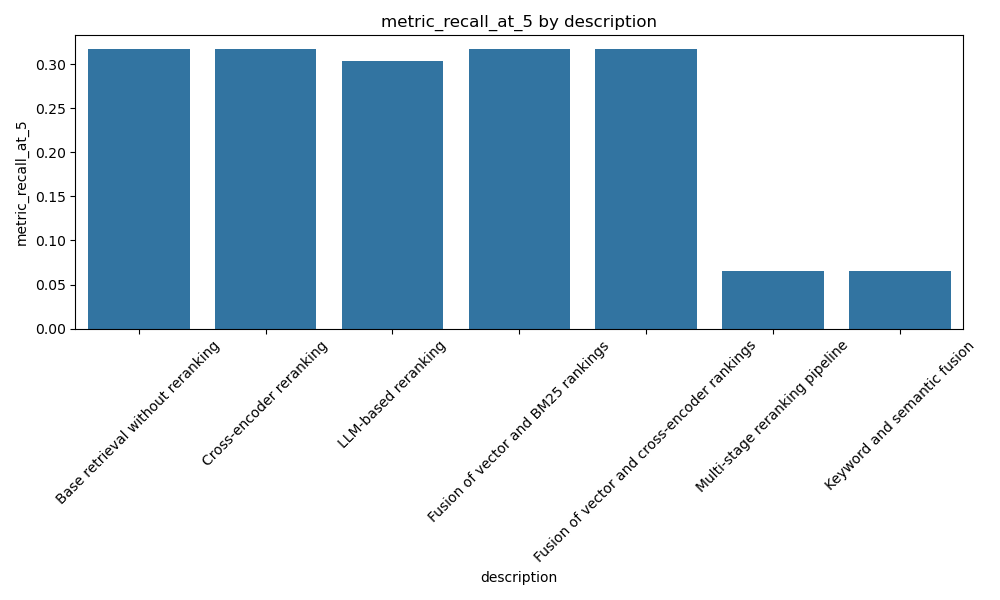 metric_recall_at_5 by description
metric_recall_at_5
0.30
0.25
0.20
0.15
0.10
0.05
0.00
Base retrieval without reranking
Cross-encoder reranking
LLM-based reranking
Fusion of vector and BM25 rankings
Fusion of vector and cross-encoder rankings
Multi-stage reranking pipeline
Keyword and semantic fusion
description